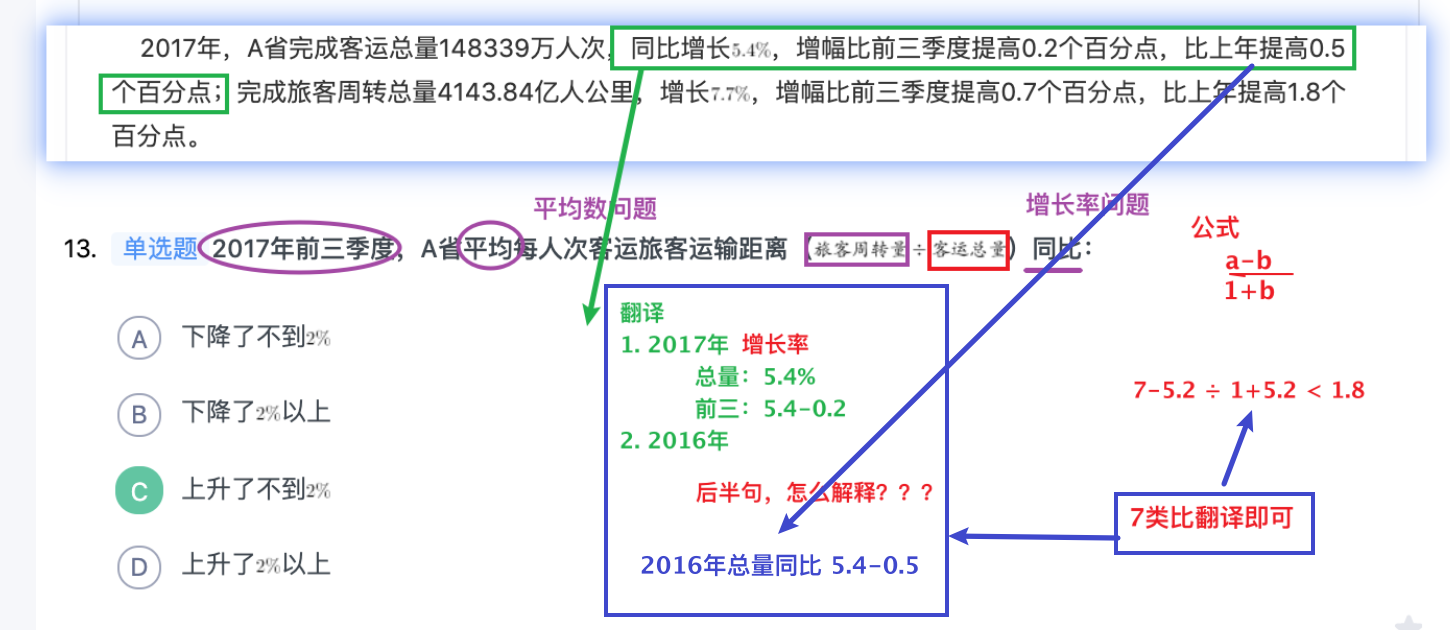 2017年，A省完成客运总量148339万人次，同比增长5.4%，增幅比前三季度提高0.2个百分点，比上年提高0.5
个百分点；完成旅客周转总量4143.84亿人公里，增长7.7%，增幅比前三季度提高0.7个百分点，比上年提高1.8个
百分点。
平均数问题
增长率问题
公式
a-b
1+b
13. 单选题 2017年前三季度，A省平均每人次客运旅客运输距离（旅客周转量÷客运总量）同比：
A 下降了不到2%
B 下降了2%以上
C 上升了不到2%
D 上升了2%以上
翻译
1. 2017年 增长率
总量：5.4%
前三：5.4-0.2
2. 2016年
后半句，怎么解释？？？
2016年总量同比 5.4-0.5
7-5.2 ÷ 1+5.2 < 1.8
7类比翻译即可